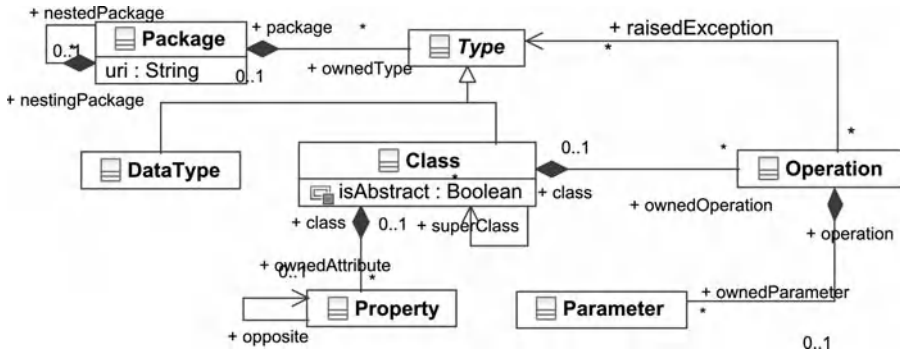 + nestedPackage
Package
+ package
*
Type
+ raisedException
*
0..1
*
uri : String
0..1
+ ownedType
+ nestingPackage
DataType
Class
0..1
*
*
Operation
isAbstract : Boolean
*
+ class
+ class
0..1
+ superClass
+ ownedOperation
+ operation
+ ownedAttribute
0..1
*
Property
Parameter
+ ownedParameter
*
+ opposite
0..1